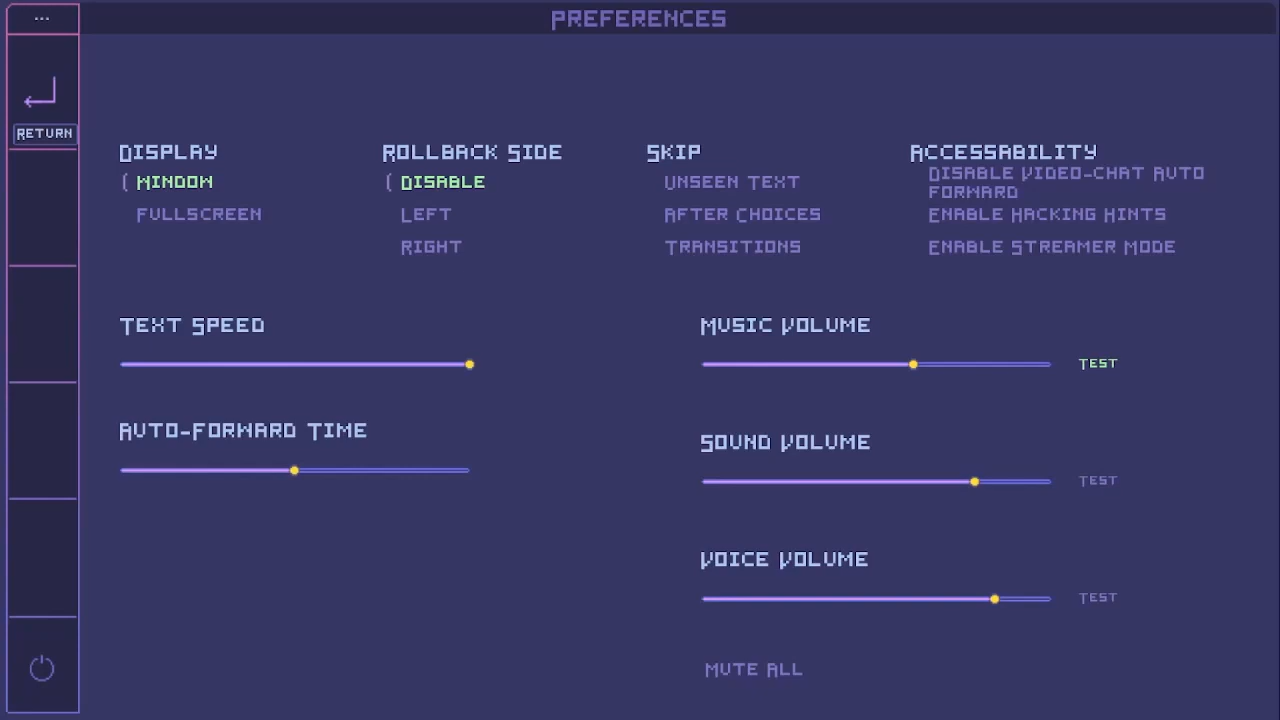 ...
PREFERENCES
RETURN
DISPLAY
WINDOW
FULLSCREEN
ROLLBACK SIDE
DISABLE
LEFT
RIGHT
SKIP
UNSEEN TEXT
AFTER CHOICES
TRANSITIONS
ACCESSABILITY
DISABLE VIDEO-CHAT AUTO
FORWARD
ENABLE HACKING HINTS
ENABLE STREAMER MODE
TEXT SPEED
AUTO-FORWARD TIME
MUSIC VOLUME
TEST
SOUND VOLUME
TEST
VOICE VOLUME
TEST
MUTE ALL